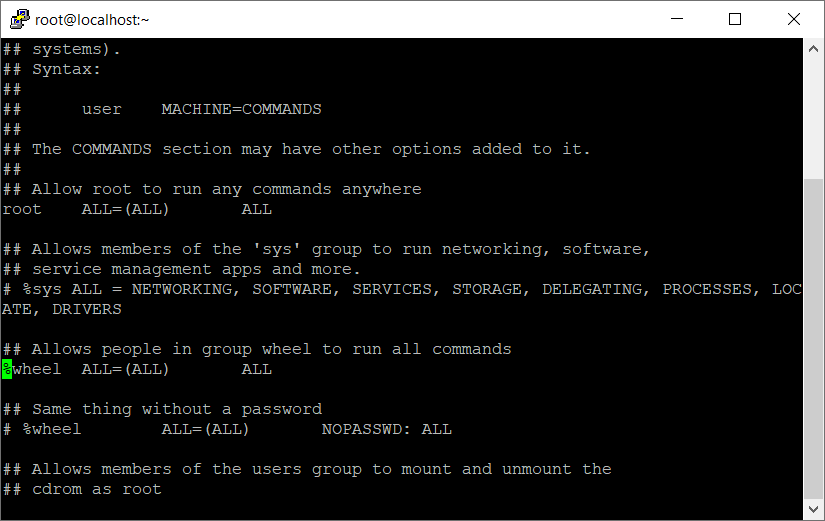 root@localhost:~
## systems).
## Syntax:
##
##      user    MACHINE=COMMANDS
##
## The COMMANDS section may have other options added to it.
##
## Allow root to run any commands anywhere
root    ALL=(ALL)       ALL
## Allows members of the 'sys' group to run networking, software,
## service management apps and more.
# %sys ALL = NETWORKING, SOFTWARE, SERVICES, STORAGE, DELEGATING, PROCESSES, LOC
ATE, DRIVERS
## Allows people in group wheel to run all commands
%wheel  ALL=(ALL)       ALL
## Same thing without a password
# %wheel        ALL=(ALL)       NOPASSWD: ALL
## Allows members of the users group to mount and unmount the
## cdrom as root